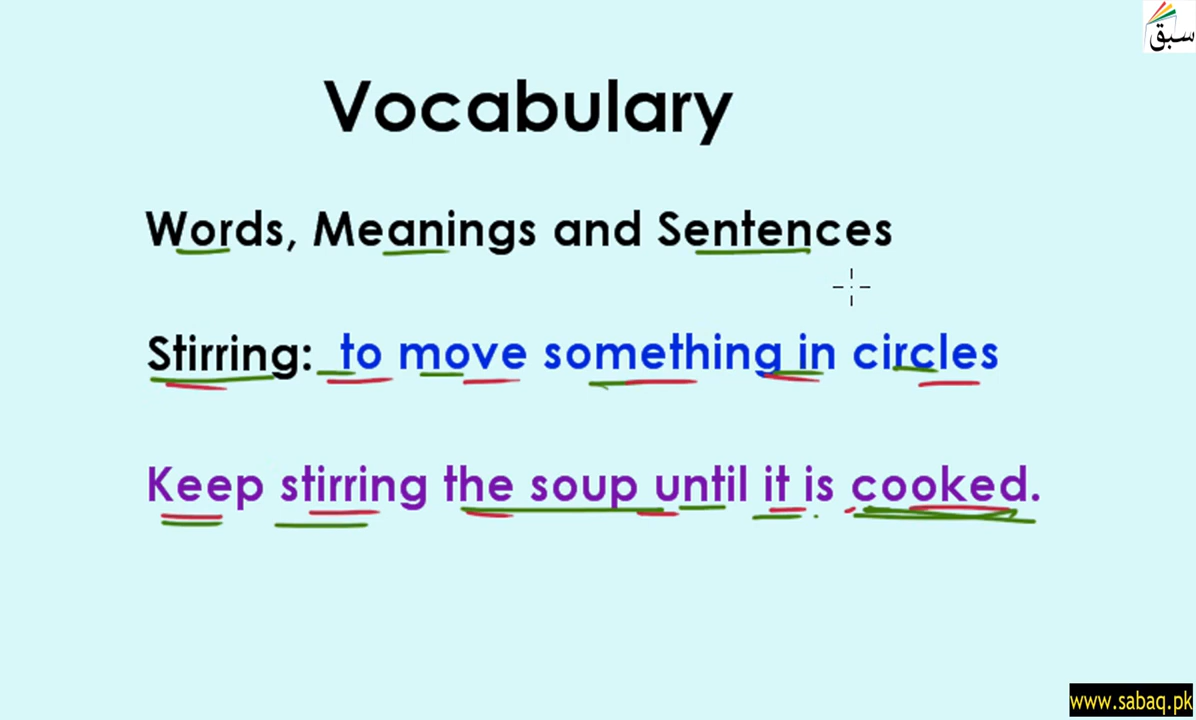 سبق
Vocabulary
Words, Meanings and Sentences
Stirring: to move something in circles
Keep stirring the soup until it is cooked.
www.sabaq.pk